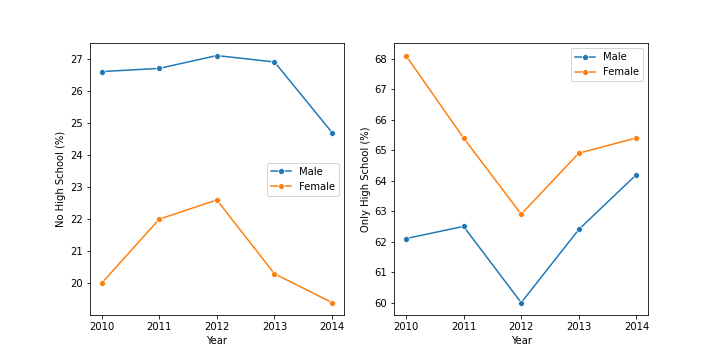 No High School (%)
27
26
25
24
23
22
21
20
2010 2011 2012 2013 2014
Year
Male
Female
Only High School (%)
68
67
66
65
64
63
62
61
60
2010 2011 2012 2013 2014
Year
Male
Female